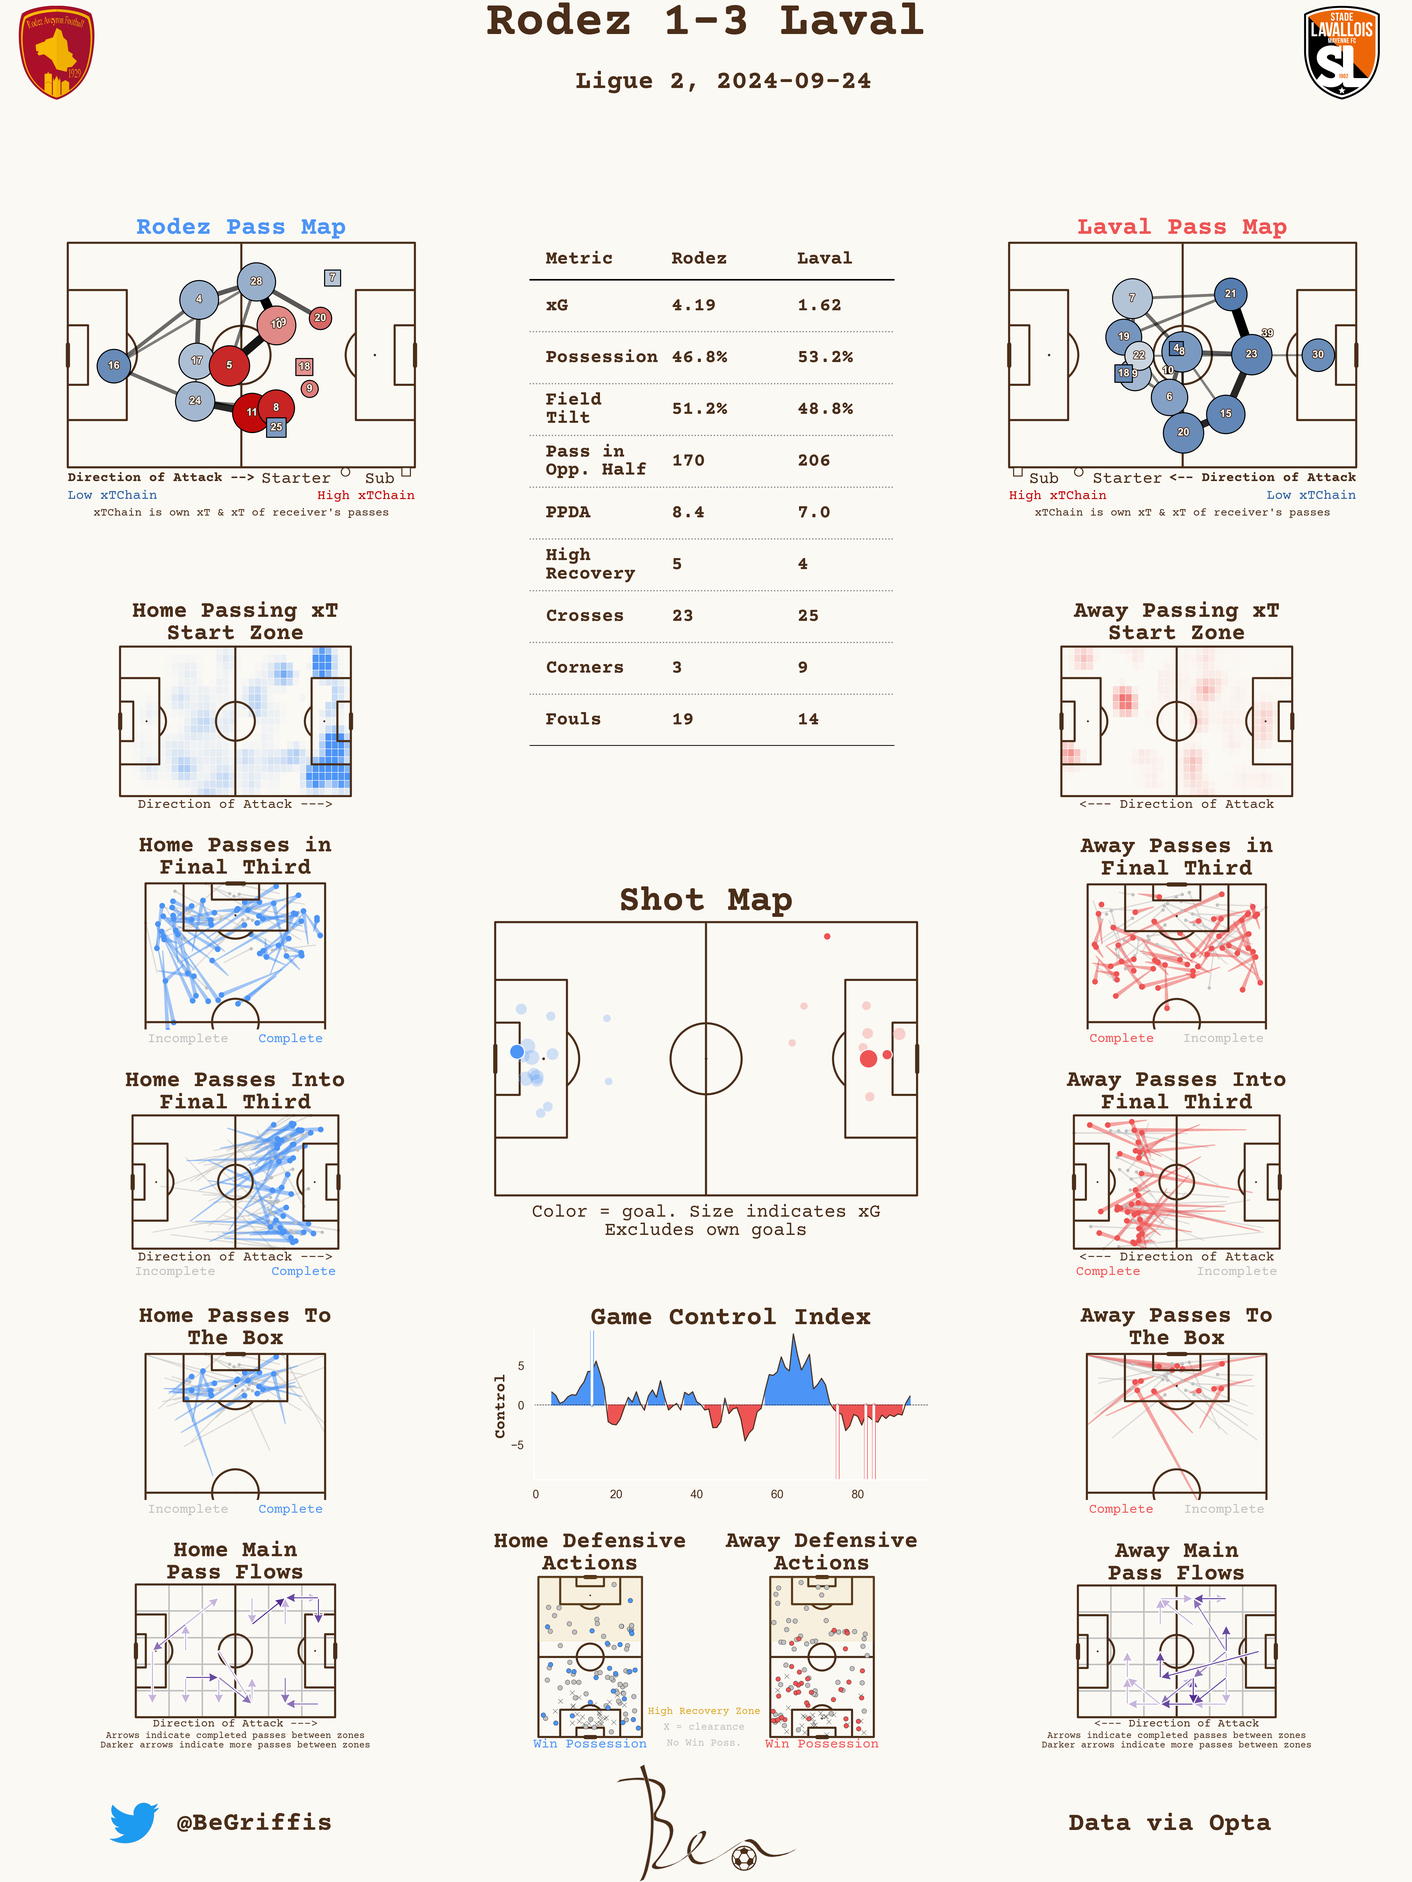 Rodez 1-3 Laval
Ligue 2, 2024-09-24
Rodez Aveyron Football
1929
STADE
LAVALLOIS
MAYENNE FC
SL
1902
Rodez Pass Map
4
28
7
10
20
16
17
5
18
9
24
11
8
25
Direction of Attack --> Starter Sub
Low xTChain High xTChain
xTChain is own xT & xT of receiver's passes
Metric Rodez Laval
xG 4.19 1.62
Possession 46.8% 53.2%
Field
Tilt 51.2% 48.8%
Pass in
Opp. Half 170 206
PPDA 8.4 7.0
High
Recovery 5 4
Crosses 23 25
Corners 3 9
Fouls 19 14
Laval Pass Map
7
21
39
19
22
4
8
23
30
18
9
10
6
20
15
Sub Starter <-- Direction of Attack
High xTChain Low xTChain
xTChain is own xT & xT of receiver's passes
Home Passing xT
Start Zone
Direction of Attack --->
Away Passing xT
Start Zone
<--- Direction of Attack
Home Passes in
Final Third
Incomplete Complete
Away Passes in
Final Third
Complete Incomplete
Shot Map
Color = goal. Size indicates xG
Excludes own goals
Home Passes Into
Final Third
Direction of Attack --->
Incomplete Complete
Away Passes Into
Final Third
<--- Direction of Attack
Complete Incomplete
Home Passes To
The Box
Incomplete Complete
Game Control Index
Control
5
0
-5
0 20 40 60 80
Away Passes To
The Box
Complete Incomplete
Home Main
Pass Flows
Direction of Attack --->
Arrows indicate completed passes between zones
Darker arrows indicate more passes between zones
Home Defensive
Actions
Win Possession
High Recovery Zone
X = clearance
No Win Poss.
Away Defensive
Actions
Win Possession
Away Main
Pass Flows
<--- Direction of Attack
Arrows indicate completed passes between zones
Darker arrows indicate more passes between zones
@BeGriffis
Ben
Data via Opta